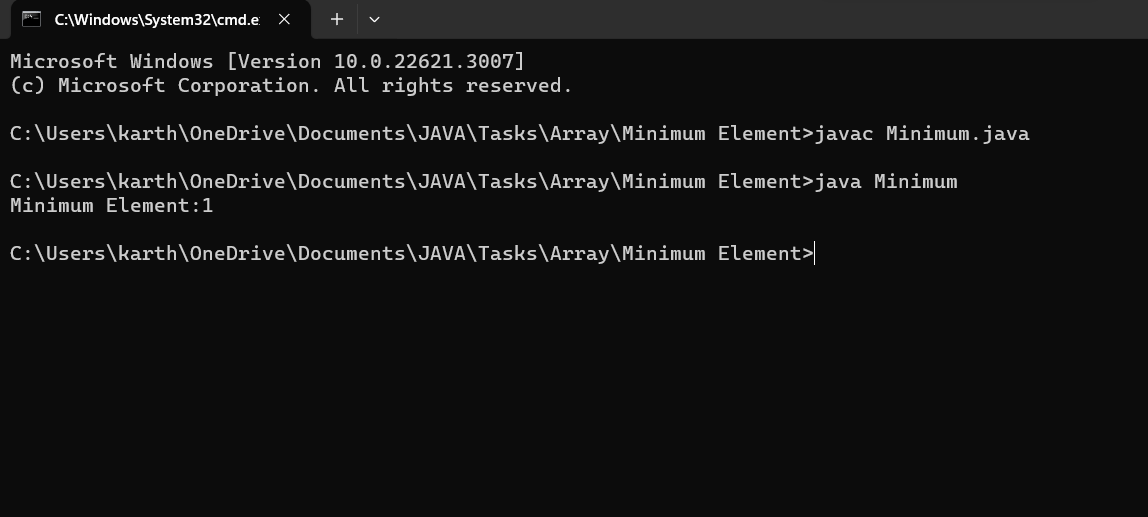 C:\Windows\System32\cmd.e
Microsoft Windows [Version 10.0.22621.3007]
(c) Microsoft Corporation. All rights reserved.
C:\Users\karth\OneDrive\Documents\JAVA\Tasks\Array\Minimum Element>javac Minimum.java
C:\Users\karth\OneDrive\Documents\JAVA\Tasks\Array\Minimum Element>java Minimum
Minimum Element:1
C:\Users\karth\OneDrive\Documents\JAVA\Tasks\Array\Minimum Element>